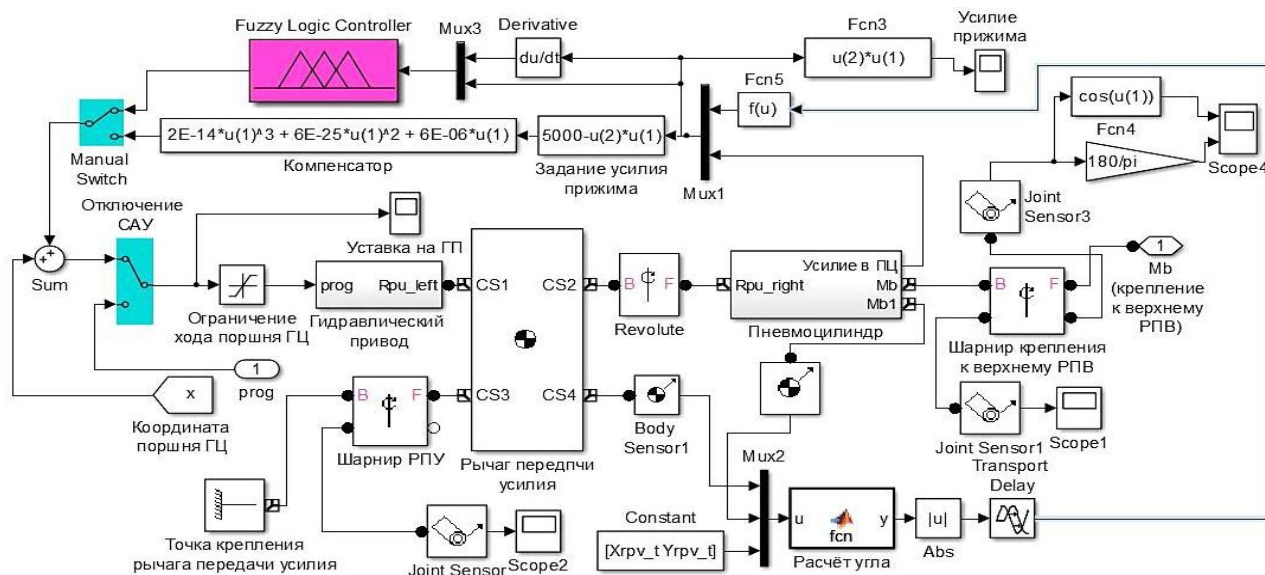 Fuzzy Logic Controller
Mux3
Derivative
du/dt
Fcn3
u(2)*u(1)
Усилие
прижима
Fcn5
f(u)
cos(u(1))
Fcn4
180/pi
Scope4
2E-14*u(1)^3 + 6E-25*u(1)^2 + 6E-06*u(1)
Компенсатор
5000-u(2)*u(1)
Задание усилия
прижима
Mux1
Manual
Switch
Отключение
САУ
Joint
Sensor3
Уставка на ГП
Sum
++
prog
Rpu_left
Ограничение
хода поршня ГЦ
Гидравлический
привод
CS1
CS2
CS3
CS4
B
F
Revolute
Rpu_right
Усилие в ПЦ
Mb
Mb1
Пневмоцилиндр
B
F
1
Mb
(крепление
к верхнему
РПВ)
Шарнир крепления
к верхнему РПВ
1
prog
x
Координата
поршня ГЦ
B
F
Шарнир РПУ
Рычаг передпчи
усилия
Body
Sensor1
Joint Sensor1
Scope1
Transport
Delay
Mux2
Точка крепления
рычага передачи усилия
Joint Sensor
Scope2
Constant
[Xrpv_t Yrpv_t]
u
fcn
y
Расчёт угла
|u|
Abs